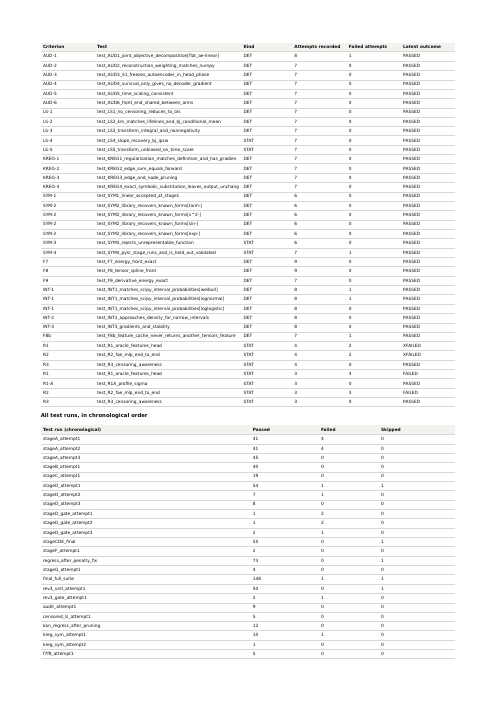 Criterion Test Kind Attempts recorded Failed attempts Latest outcome
AUD-1 test_AUD1_joint_objective_decomposition[flat_ae-linear] DET 8 1 PASSED
AUD-2 test_AUD2_reconstruction_weighting_matches_numpy DET 7 0 PASSED
AUD-3 test_AUD3_S1_freezes_autoencoder_in_head_phase DET 7 0 PASSED
AUD-4 test_AUD4_survival_only_gives_no_decoder_gradient DET 7 0 PASSED
AUD-5 test_AUD5_time_scaling_consistent DET 7 0 PASSED
AUD-6 test_AUD6_front_end_shared_between_arms DET 7 0 PASSED
LS-1 test_LS1_no_censoring_reduces_to_ols DET 7 0 PASSED
LS-2 test_LS2_km_matches_lifelines_and_bj_conditional_mean DET 7 0 PASSED
LS-3 test_LS3_transform_integral_and_nonnegativity DET 7 0 PASSED
LS-4 test_LS4_slope_recovery_bj_ipcw STAT 7 0 PASSED
LS-5 test_LS5_transform_unbiased_on_time_scale STAT 7 0 PASSED
KREG-1 test_KREG1_regularization_matches_definition_and_has_gradien DET 7 0 PASSED
KREG-2 test_KREG2_edge_sum_equals_forward DET 7 0 PASSED
KREG-3 test_KREG3_edge_and_node_pruning DET 7 0 PASSED
KREG-4 test_KREG4_exact_symbolic_substitution_leaves_output_unchang DET 7 0 PASSED
SYM-1 test_SYM1_linear_accepted_at_stage1 DET 7 0 PASSED
SYM-2 test_SYM2_library_recovers_known_forms[tanh-] DET 6 0 PASSED
SYM-2 test_SYM2_library_recovers_known_forms[x^2-] DET 6 0 PASSED
SYM-2 test_SYM2_library_recovers_known_forms[sin-] DET 6 0 PASSED
SYM-2 test_SYM2_library_recovers_known_forms[exp-] DET 6 0 PASSED
SYM-3 test_SYM3_rejects_unrepresentable_function STAT 6 0 PASSED
SYM-4 test_SYM4_pysr_stage_runs_and_is_held_out_validated STAT 7 1 PASSED
F7 test_F7_energy_front_exact DET 9 0 PASSED
F8 test_F8_tensor_spline_front DET 9 0 PASSED
F9 test_F9_derivative_energy_exact DET 7 0 PASSED
INT-1 test_INT1_matches_scipy_interval_probabilities[weibull] DET 8 1 PASSED
INT-1 test_INT1_matches_scipy_interval_probabilities[lognormal] DET 8 1 PASSED
INT-1 test_INT1_matches_scipy_interval_probabilities[loglogistic] DET 8 0 PASSED
INT-2 test_INT2_approaches_density_for_narrow_intervals DET 8 0 PASSED
INT-3 test_INT3_gradients_and_stability DET 8 0 PASSED
F8b test_F8b_feature_cache_never_returns_another_tensors_feature DET 7 1 PASSED
R1 test_R1_oracle_features_head STAT 4 2 XFAILED
R2 test_R2_fae_mlp_end_to_end STAT 4 2 XFAILED
R3 test_R3_censoring_awareness STAT 4 0 PASSED
R1 test_R1_oracle_features_head STAT 3 3 FAILED
R1-A test_R1A_profile_sigma STAT 3 0 PASSED
R2 test_R2_fae_mlp_end_to_end STAT 3 3 FAILED
R3 test_R3_censoring_awareness STAT 3 0 PASSED
All test runs, in chronological order
Test run (chronological) Passed Failed Skipped
stageA_attempt1 41 4 0
stageA_attempt2 41 4 0
stageA_attempt3 45 0 0
stageB_attempt1 40 0 0
stageC_attempt1 19 0 0
stageD_attempt1 54 1 1
stageD_attempt2 7 1 0
stageD_attempt3 8 0 0
stageD_gate_attempt1 1 2 0
stageD_gate_attempt2 1 2 0
stageD_gate_attempt3 2 1 0
stageCDE_final 55 0 1
stageF_attempt1 2 0 0
regress_after_penalty_fix 73 0 1
stageG_attempt1 4 0 0
final_full_suite 148 1 1
rev3_unit_attempt1 50 0 1
rev3_gate_attempt1 2 1 0
audit_attempt1 9 0 0
censored_ls_attempt1 5 0 0
kan_regress_after_pruning 12 0 0
kreg_sym_attempt1 10 1 0
kreg_sym_attempt2 1 0 0
f7f8_attempt1 5 0 0